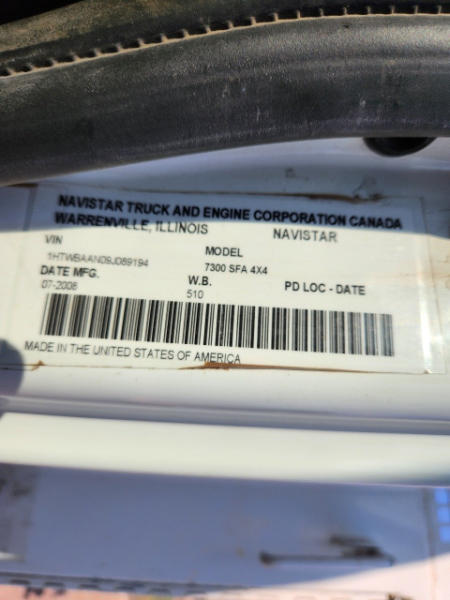 NAVISTAR TRUCK AND ENGINE CORPORATION CANADA
WARRENVILLE, ILLINOIS NAVISTAR
VIN MODEL
1HTWBAAN09J089194 7300 SFA 4X4
DATE MFG. W.B. PD LOC - DATE
07-2008 510
MADE IN THE UNITED STATES OF AMERICA